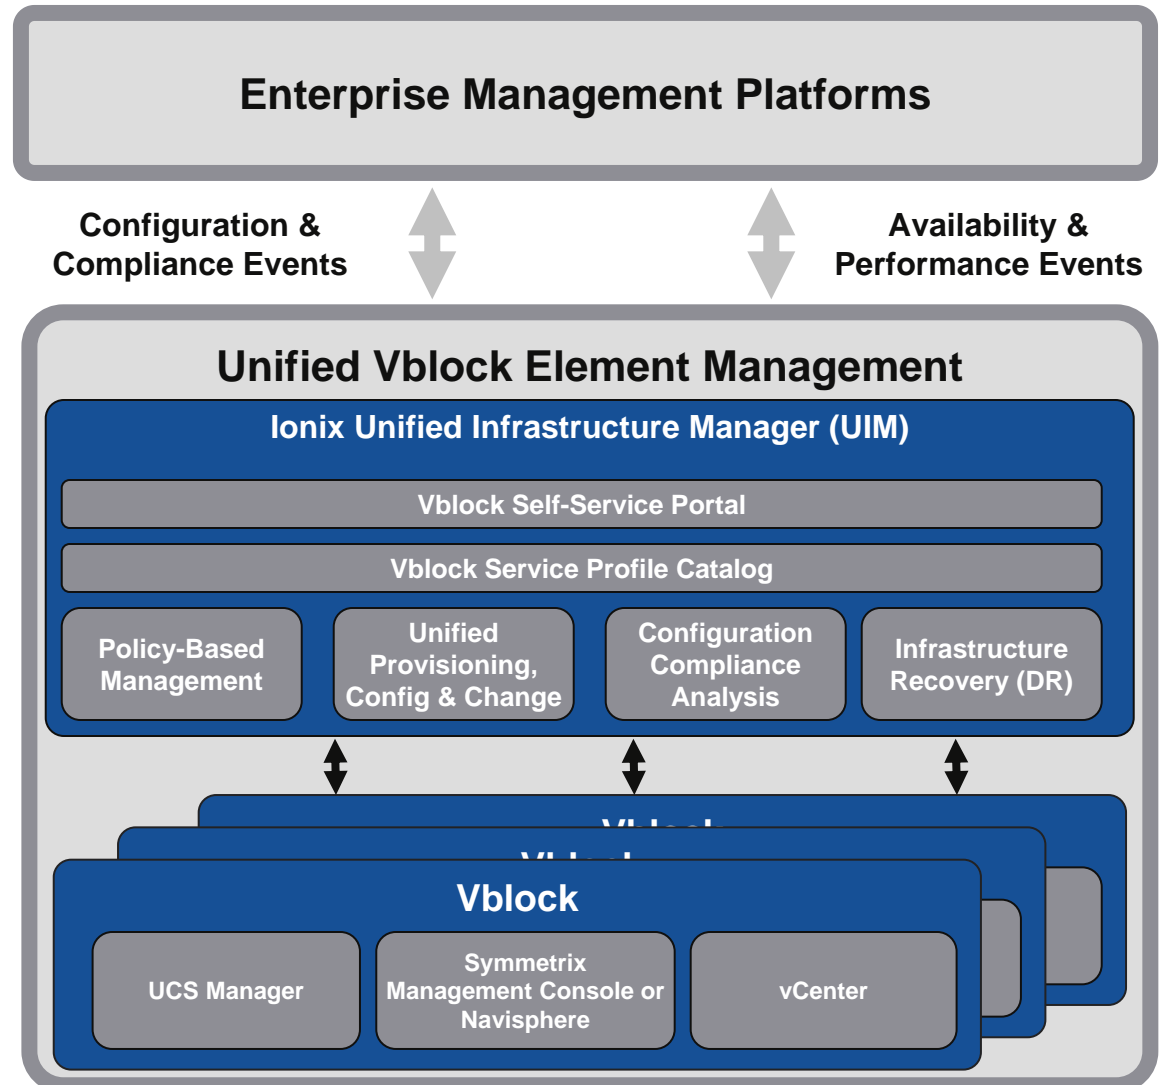 Enterprise Management Platforms
Configuration &
Compliance Events
Availability &
Performance Events
Unified Vblock Element Management
Ionix Unified Infrastructure Manager (UIM)
Vblock Self-Service Portal
Vblock Service Profile Catalog
Policy-Based
Management
Unified
Provisioning,
Config & Change
Configuration
Compliance
Analysis
Infrastructure
Recovery (DR)
Vblock
Vblock
Vblock
UCS Manager
Symmetrix
Management Console or
Navisphere
vCenter